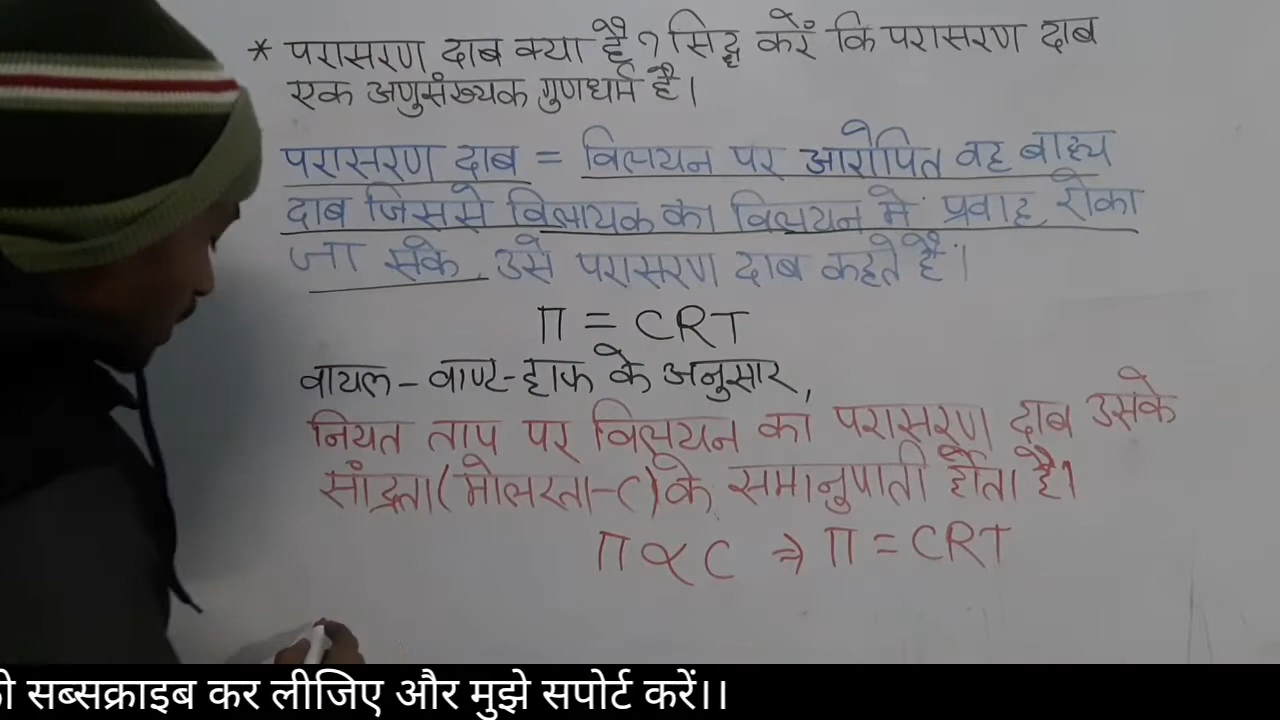 * परासरण दाब क्या है? सिद्ध करें कि परासरण दाब
एक अणुसंख्यक गुणधर्म है।
परासरण दाब = विलयन पर आरोपित वह बाह्य
दाब जिससे विलायक का विलयन में प्रवाह रोका
जा सके, उसे परासरण दाब कहते हैं।
π = CRT
वायल-वाण्ट-हाफ के अनुसार,
नियत ताप पर विलयन का परासरण दाब उसके
सांद्रता (मोलरता-C) के समानुपाती होता है।
π ∝ C ⇒ π = CRT
सब्सक्राइब कर लीजिए और मुझे सपोर्ट करें।।